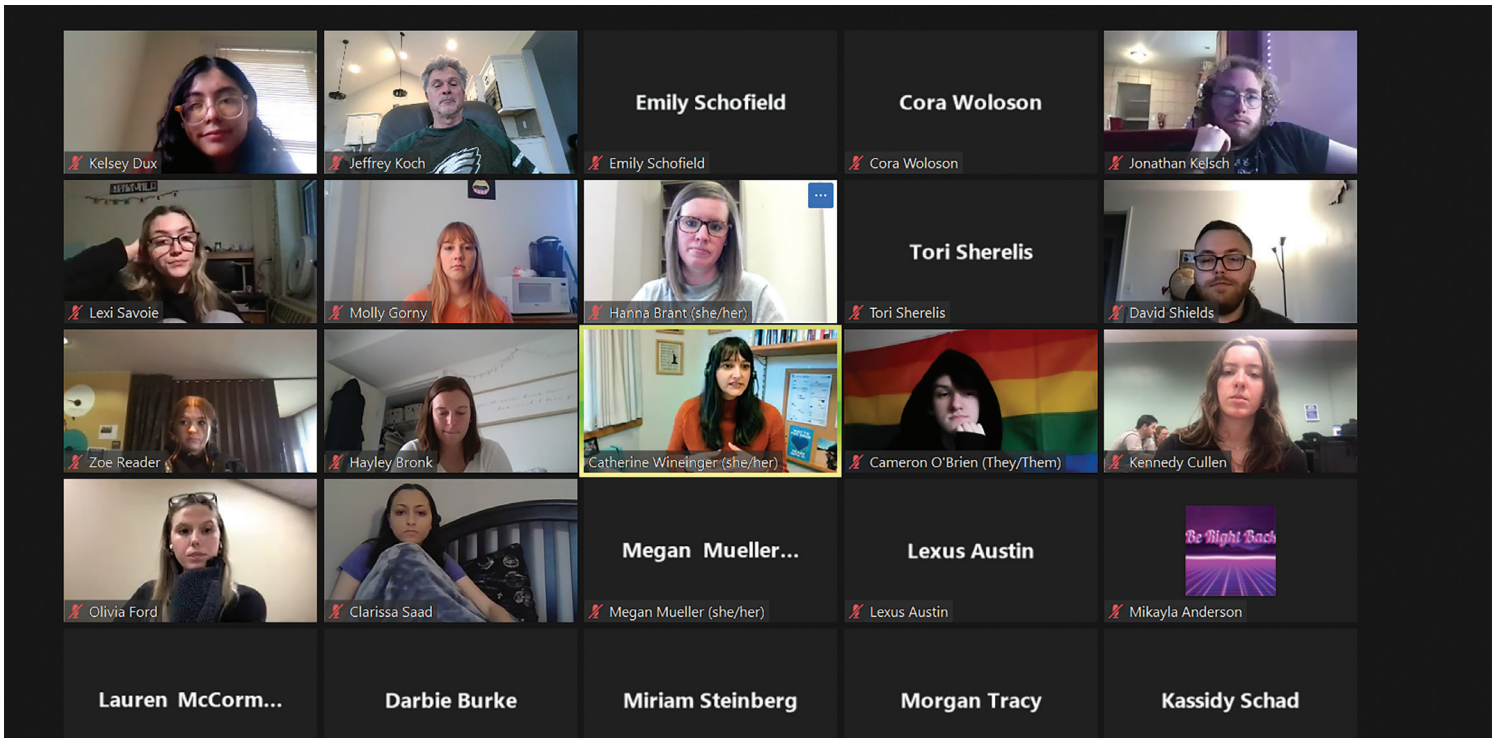 Emily Schofield
Cora Woloson
Kelsey Dux
Jeffrey Koch
Emily Schofield
Cora Woloson
Jonathan Kelsch
Tori Sherelis
Lexi Savoie
Molly Gorny
Hanna Brant (she/her)
Tori Sherelis
David Shields
Zoe Reader
Hayley Bronk
Catherine Wineinger (she/her)
Cameron O'Brien (They/Them)
Kennedy Cullen
Megan Mueller...
Lexus Austin
Be Right Back
Olivia Ford
Clarissa Saad
Megan Mueller (she/her)
Lexus Austin
Mikayla Anderson
Lauren McCorm...
Darbie Burke
Miriam Steinberg
Morgan Tracy
Kassidy Schad